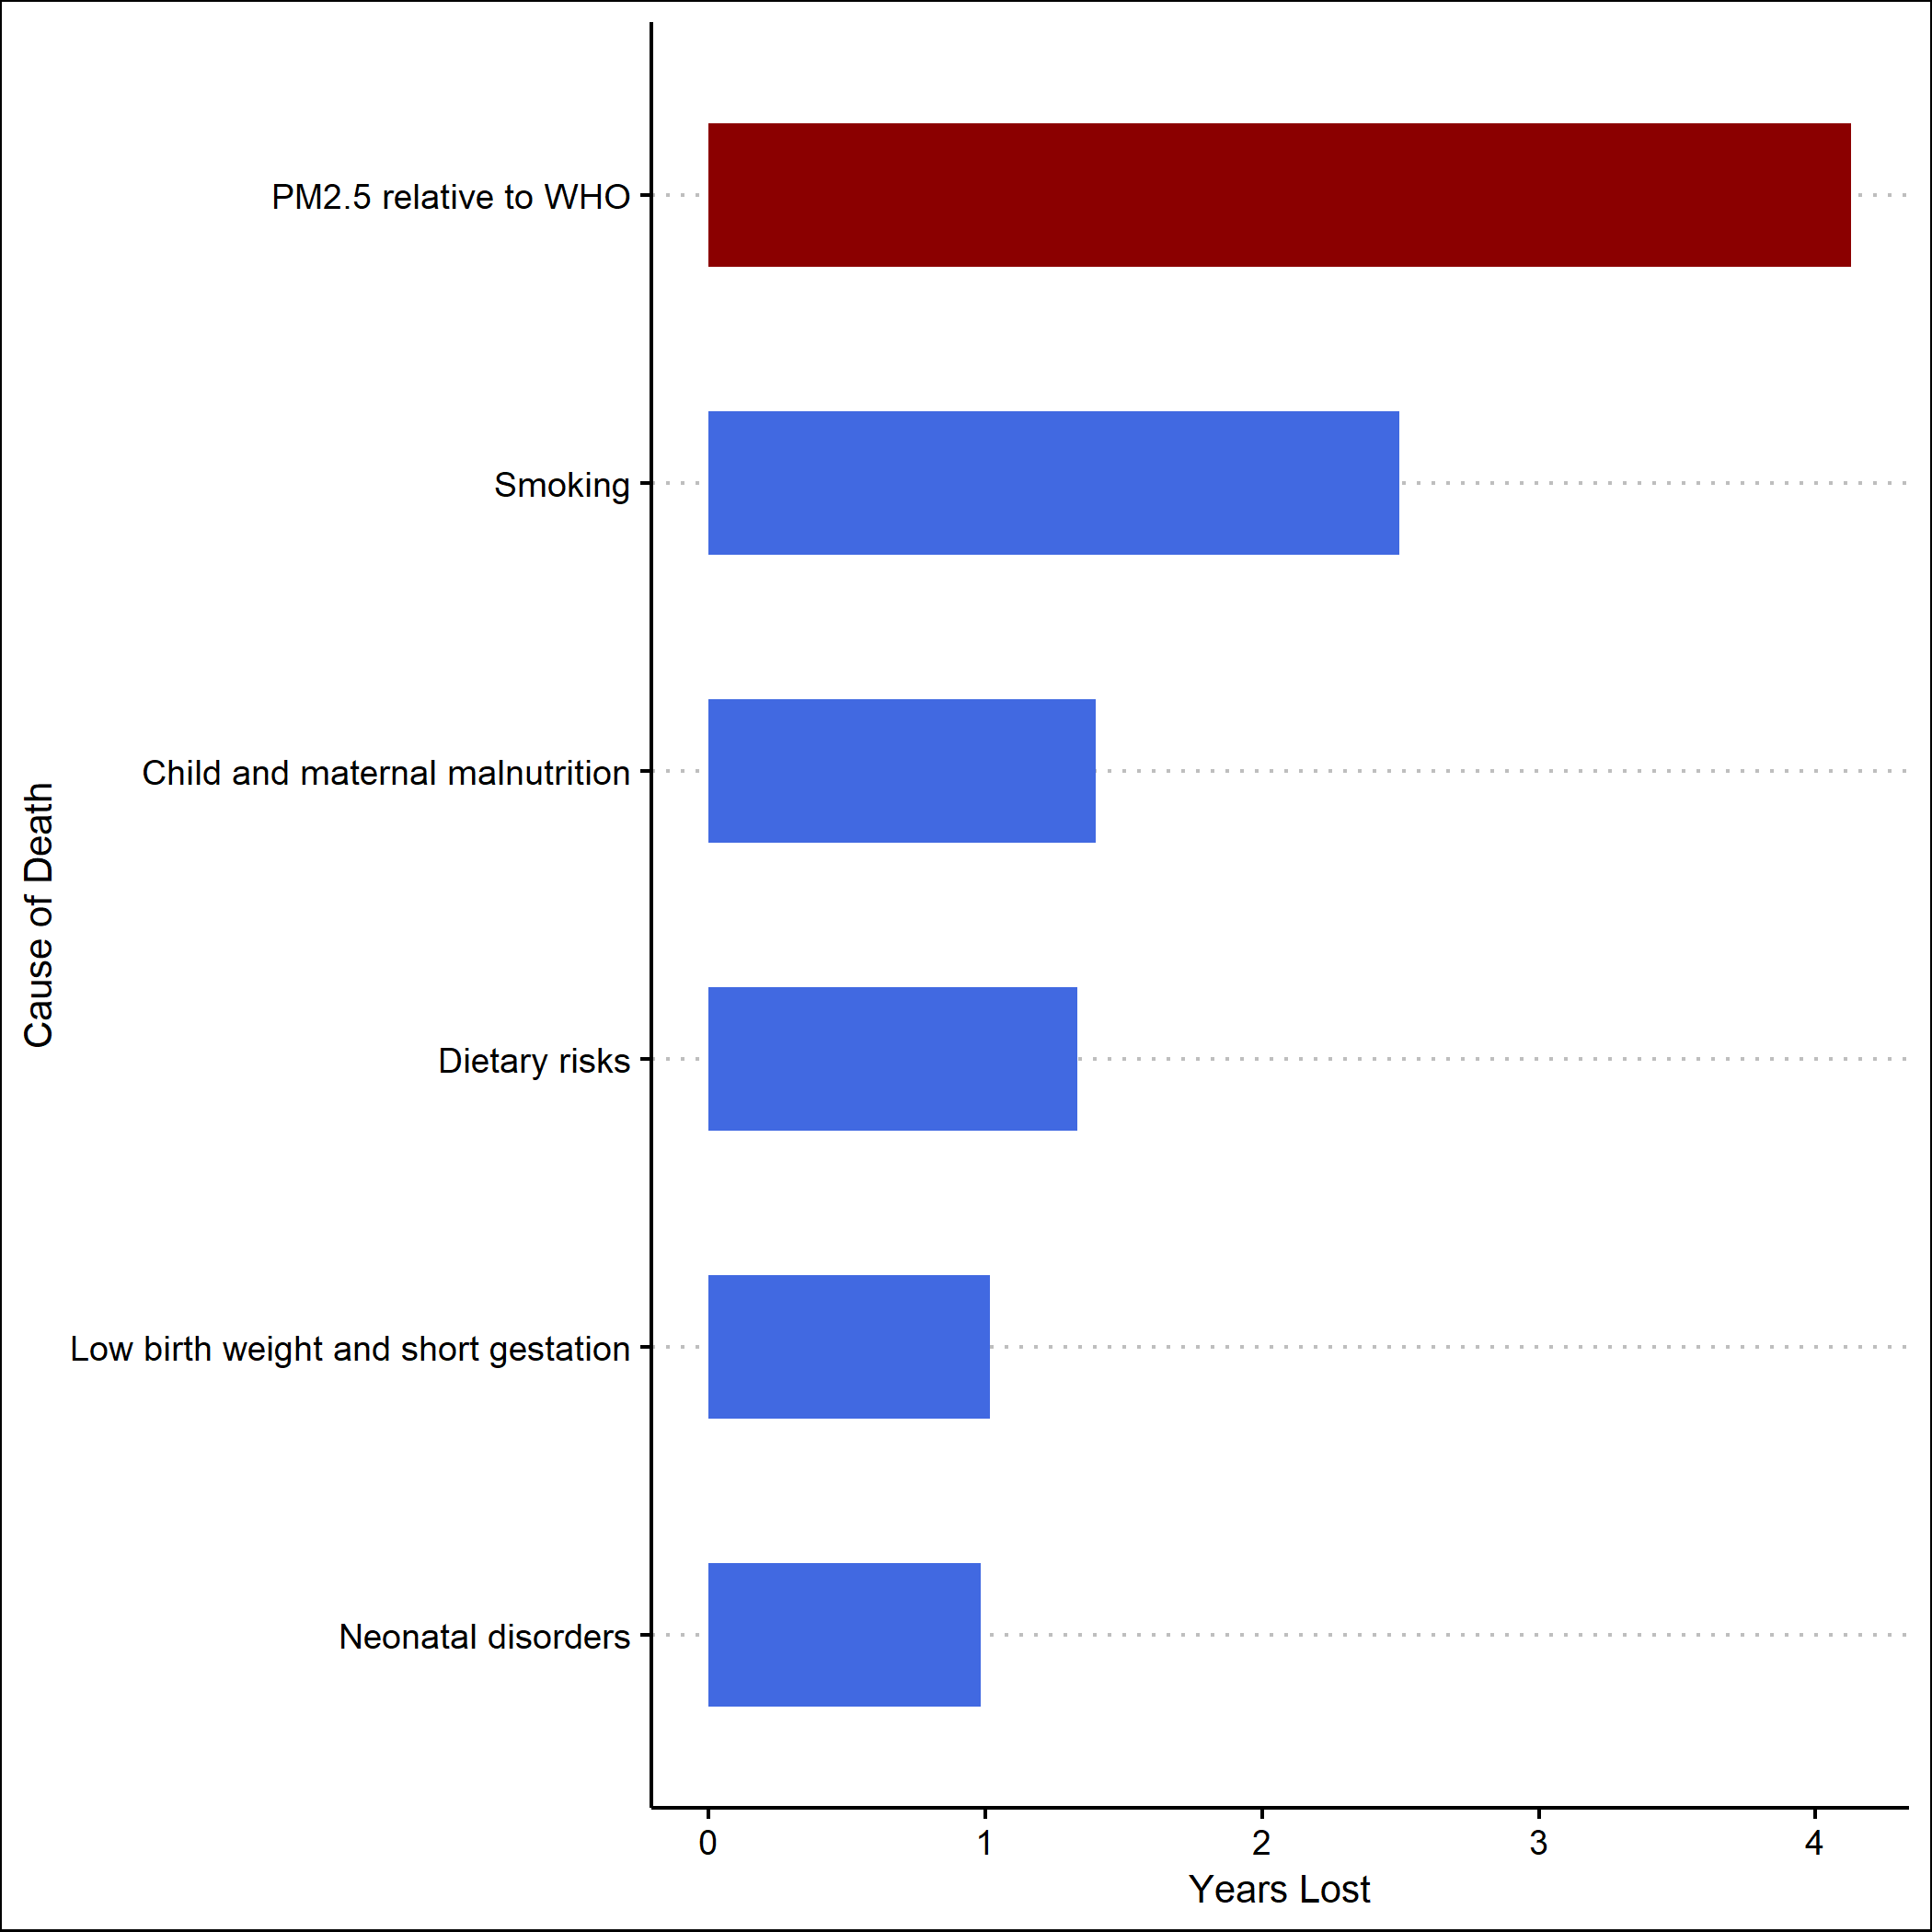 PM2.5 relative to WHO
Smoking
Child and maternal malnutrition
Dietary risks
Low birth weight and short gestation
Neonatal disorders
Cause of Death
0 1 2 3 4
Years Lost